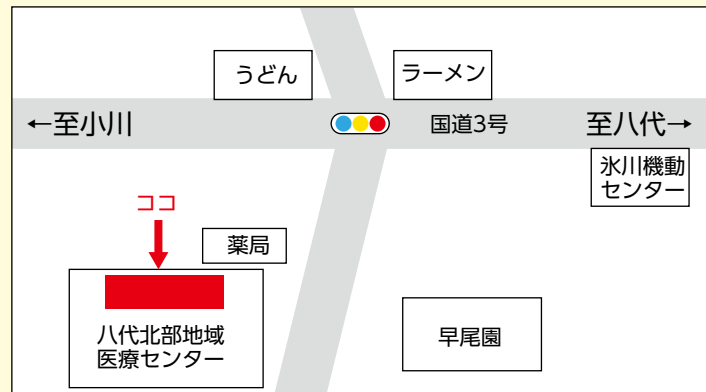 うどん
ラーメン
←至小川
国道3号
至八代→
氷川機動
センター
ココ
薬局
八代北部地域
医療センター
早尾園